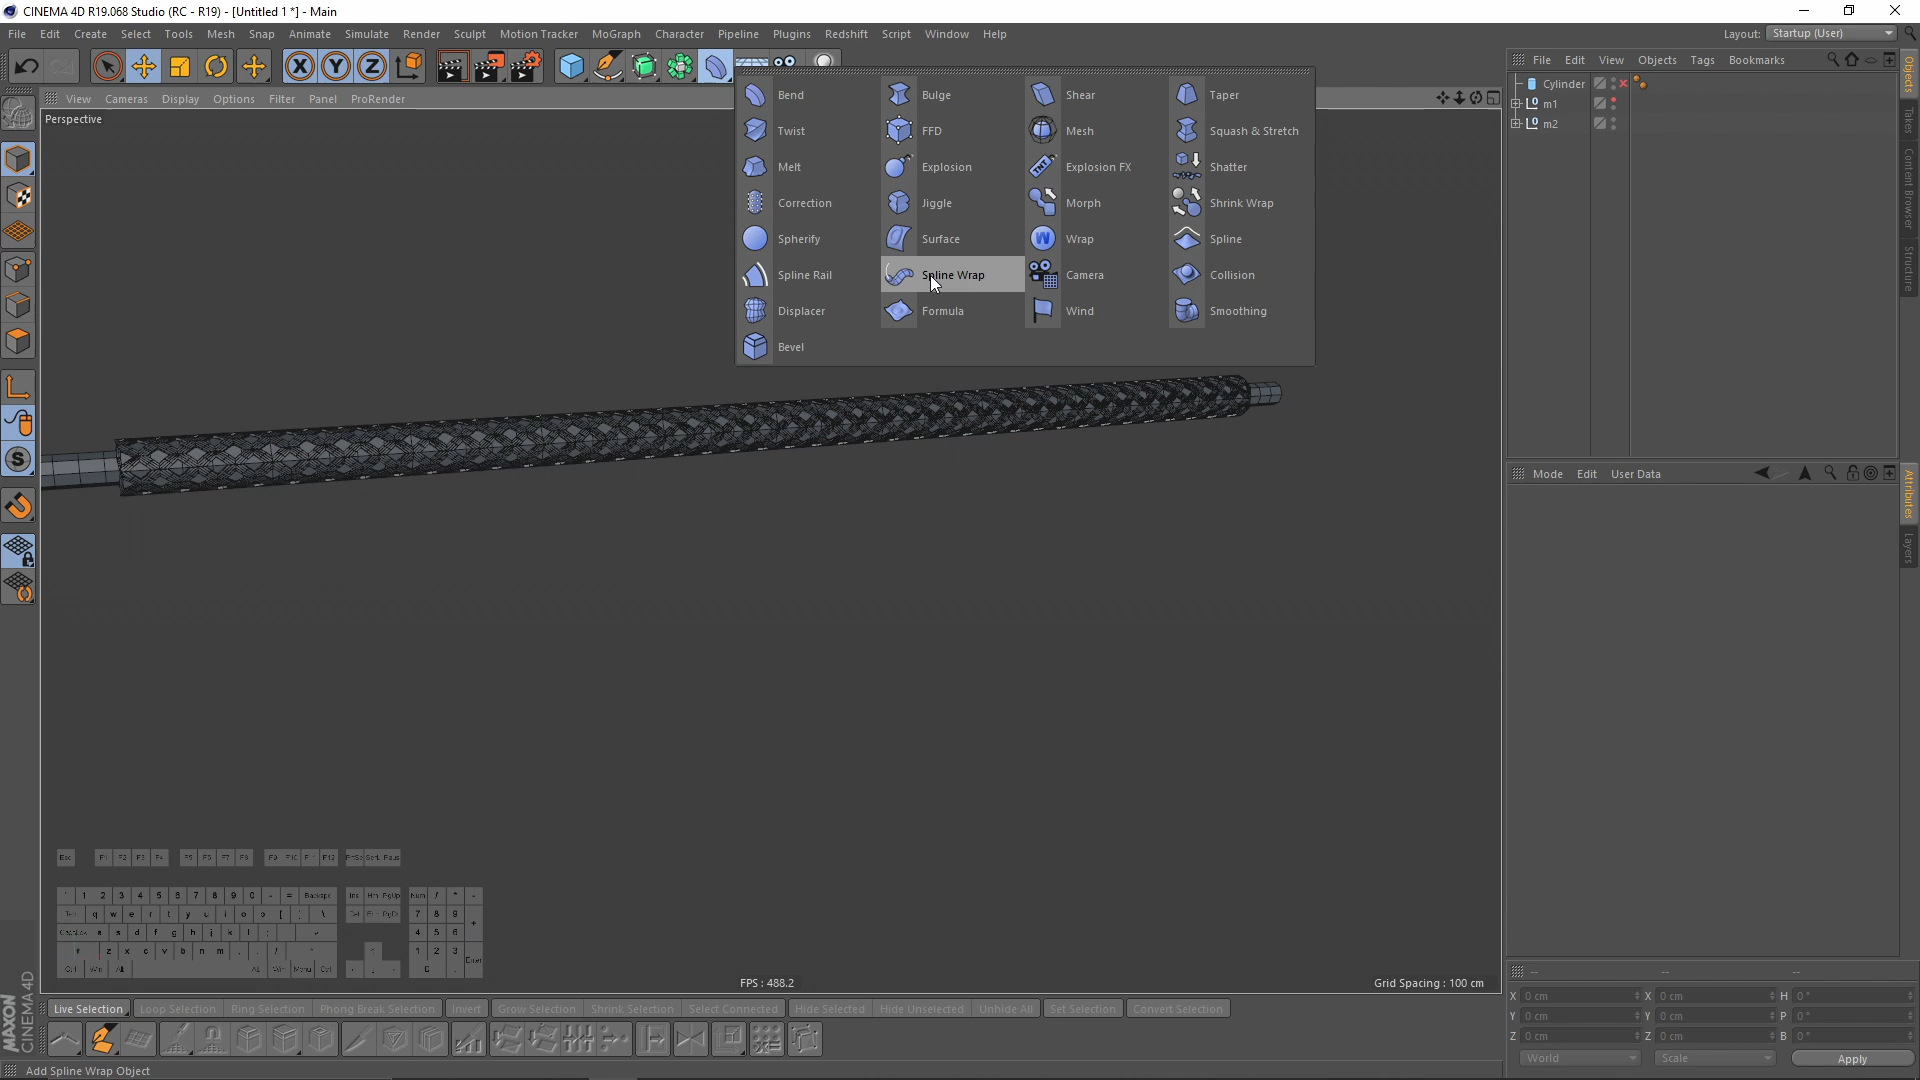 CINEMA 4D R19.068 Studio (RC - R19) - [Untitled 1 *] - Main
File Edit Create Select Tools Mesh Snap Animate Simulate Render Sculpt Motion Tracker MoGraph Character Pipeline Plugins Redshift Script Window Help
Layout: Startup (User)
View Cameras Display Options Filter Panel ProRender
Perspective
Bend Bulge Shear Taper
Twist FFD Mesh Squash & Stretch
Melt Explosion Explosion FX Shatter
Correction Jiggle Morph Shrink Wrap
Spherify Surface Wrap Spline
Spline Rail Spline Wrap Camera Collision
Displacer Formula Wind Smoothing
Bevel
File Edit View Objects Tags Bookmarks
Cylinder
m1
m2
Objects
Takes
Content Browser
Structure
Mode Edit User Data
Attributes
Layers
FPS : 488.2
Grid Spacing : 100 cm
Live Selection Loop Selection Ring Selection Phong Break Selection Invert Grow Selection Shrink Selection Select Connected Hide Selected Hide Unselected Unhide All Set Selection Convert Selection
-- -- --
X 0 cm X 0 cm H 0 °
Y 0 cm Y 0 cm P 0 °
Z 0 cm Z 0 cm B 0 °
World Scale Apply
MAXON
CINEMA 4D
Add Spline Wrap Object